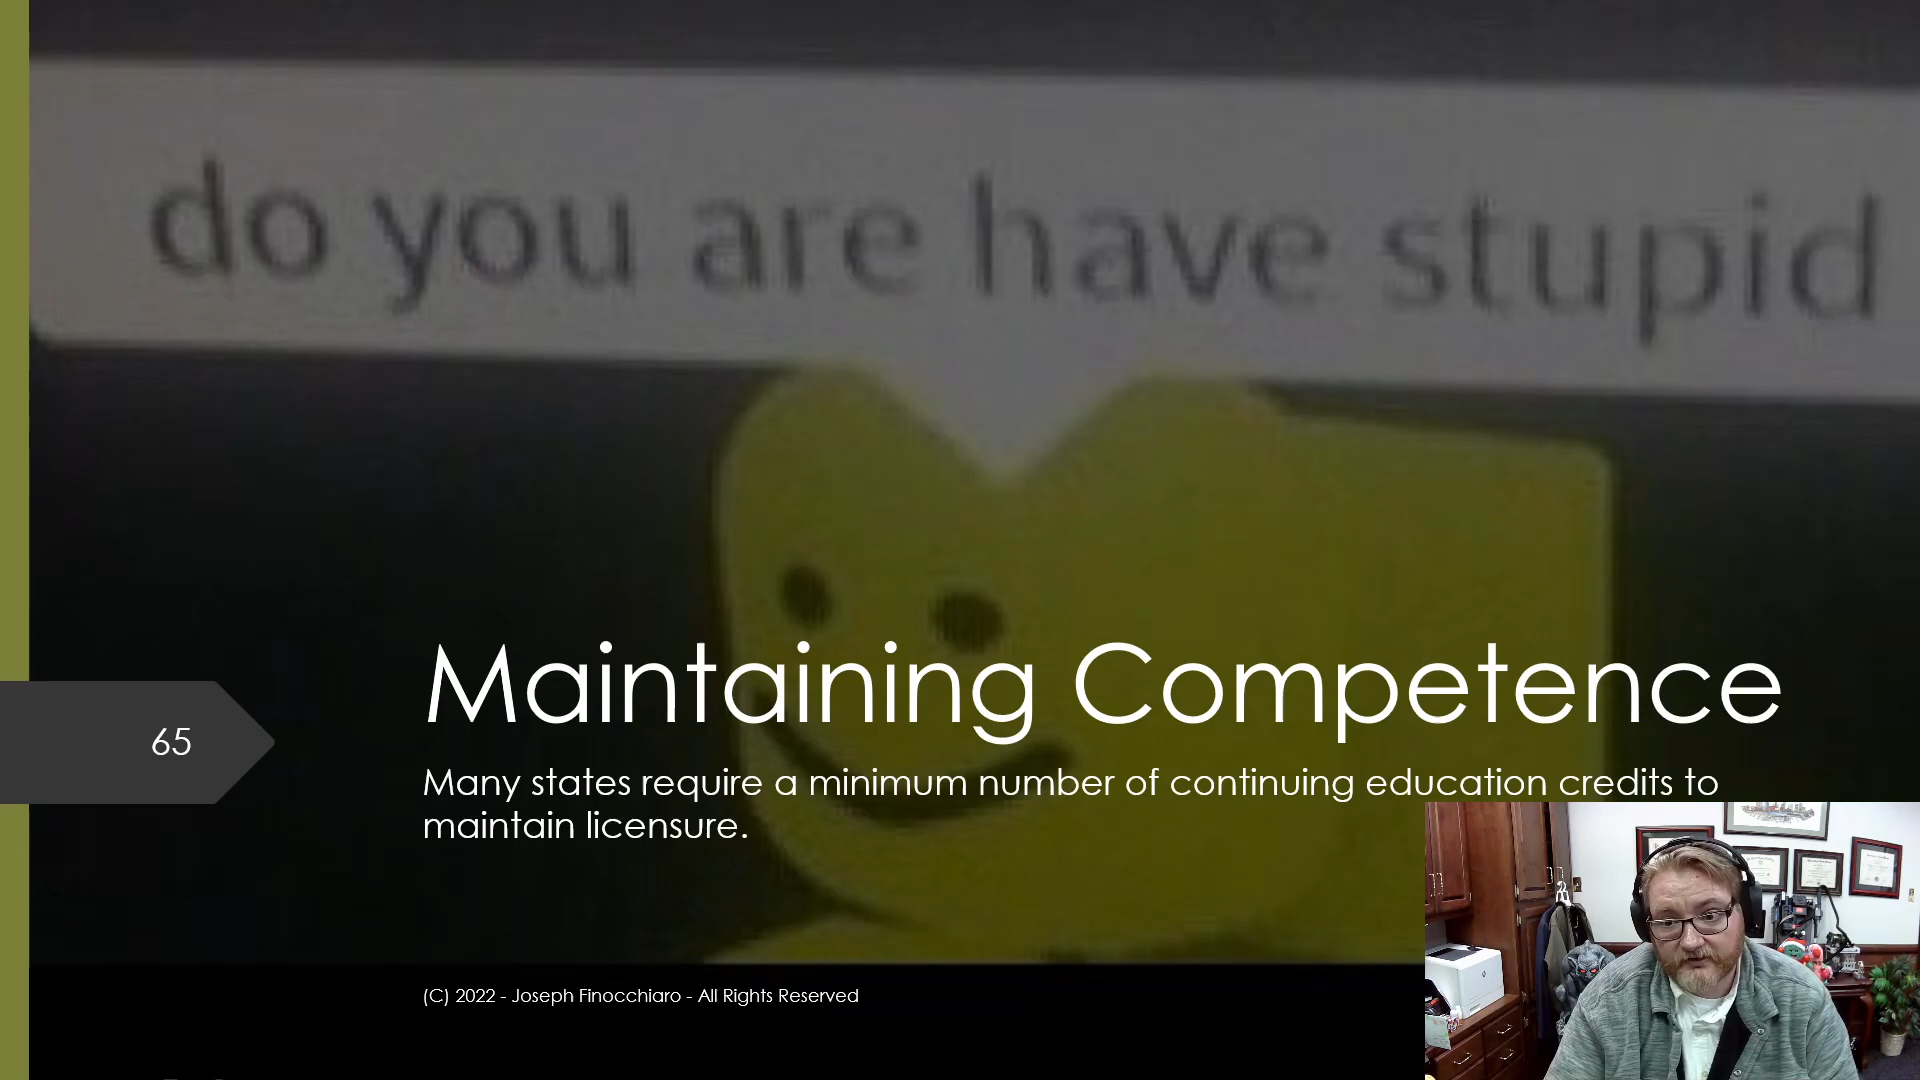 do you are have stupid
Maintaining Competence
65
Many states require a minimum number of continuing education credits to
maintain licensure.
(C) 2022 - Joseph Finocchiaro - All Rights Reserved